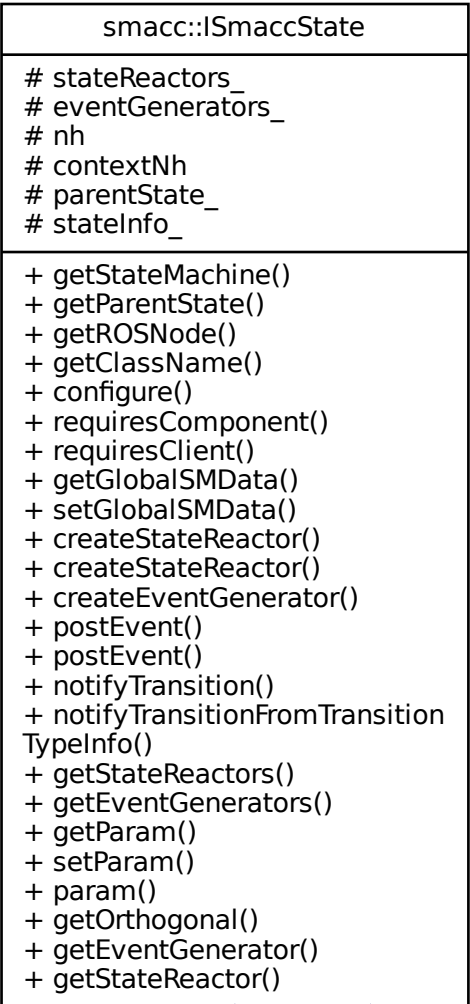 smacc::ISmaccState
# stateReactors_
# eventGenerators_
# nh
# contextNh
# parentState_
# stateInfo_
+ getStateMachine()
+ getParentState()
+ getROSNode()
+ getClassName()
+ configure()
+ requiresComponent()
+ requiresClient()
+ getGlobalSMData()
+ setGlobalSMData()
+ createStateReactor()
+ createStateReactor()
+ createEventGenerator()
+ postEvent()
+ postEvent()
+ notifyTransition()
+ notifyTransitionFromTransition
TypeInfo()
+ getStateReactors()
+ getEventGenerators()
+ getParam()
+ setParam()
+ param()
+ getOrthogonal()
+ getEventGenerator()
+ getStateReactor()